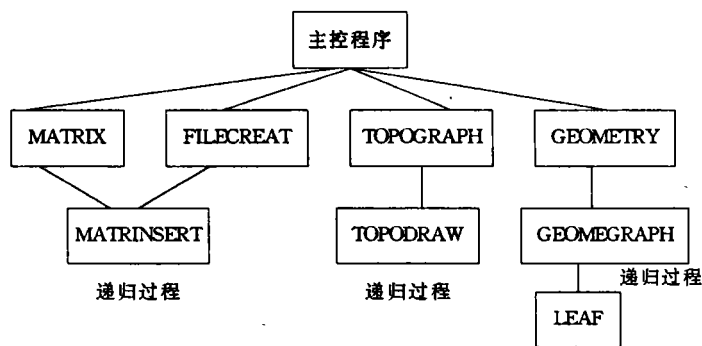 主控程序
MATRIX
FILECREAT
TOPOGRAPH
GEOMETRY
MATRINSERT
TOPODRAW
GEOMEGRAPH
递归过程
递归过程
递归过程
LEAF